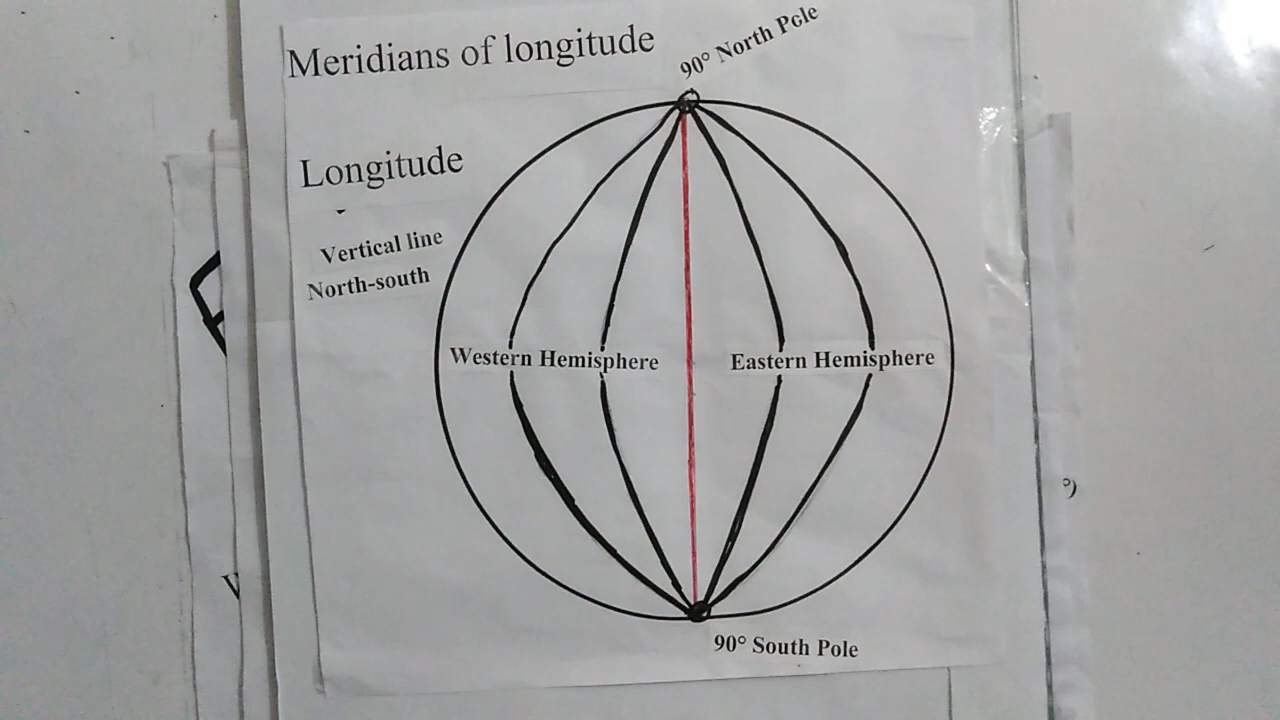 Meridians of longitude
90° North Pole
Longitude
Vertical line
North-south
Western Hemisphere
Eastern Hemisphere
90° South Pole
°)